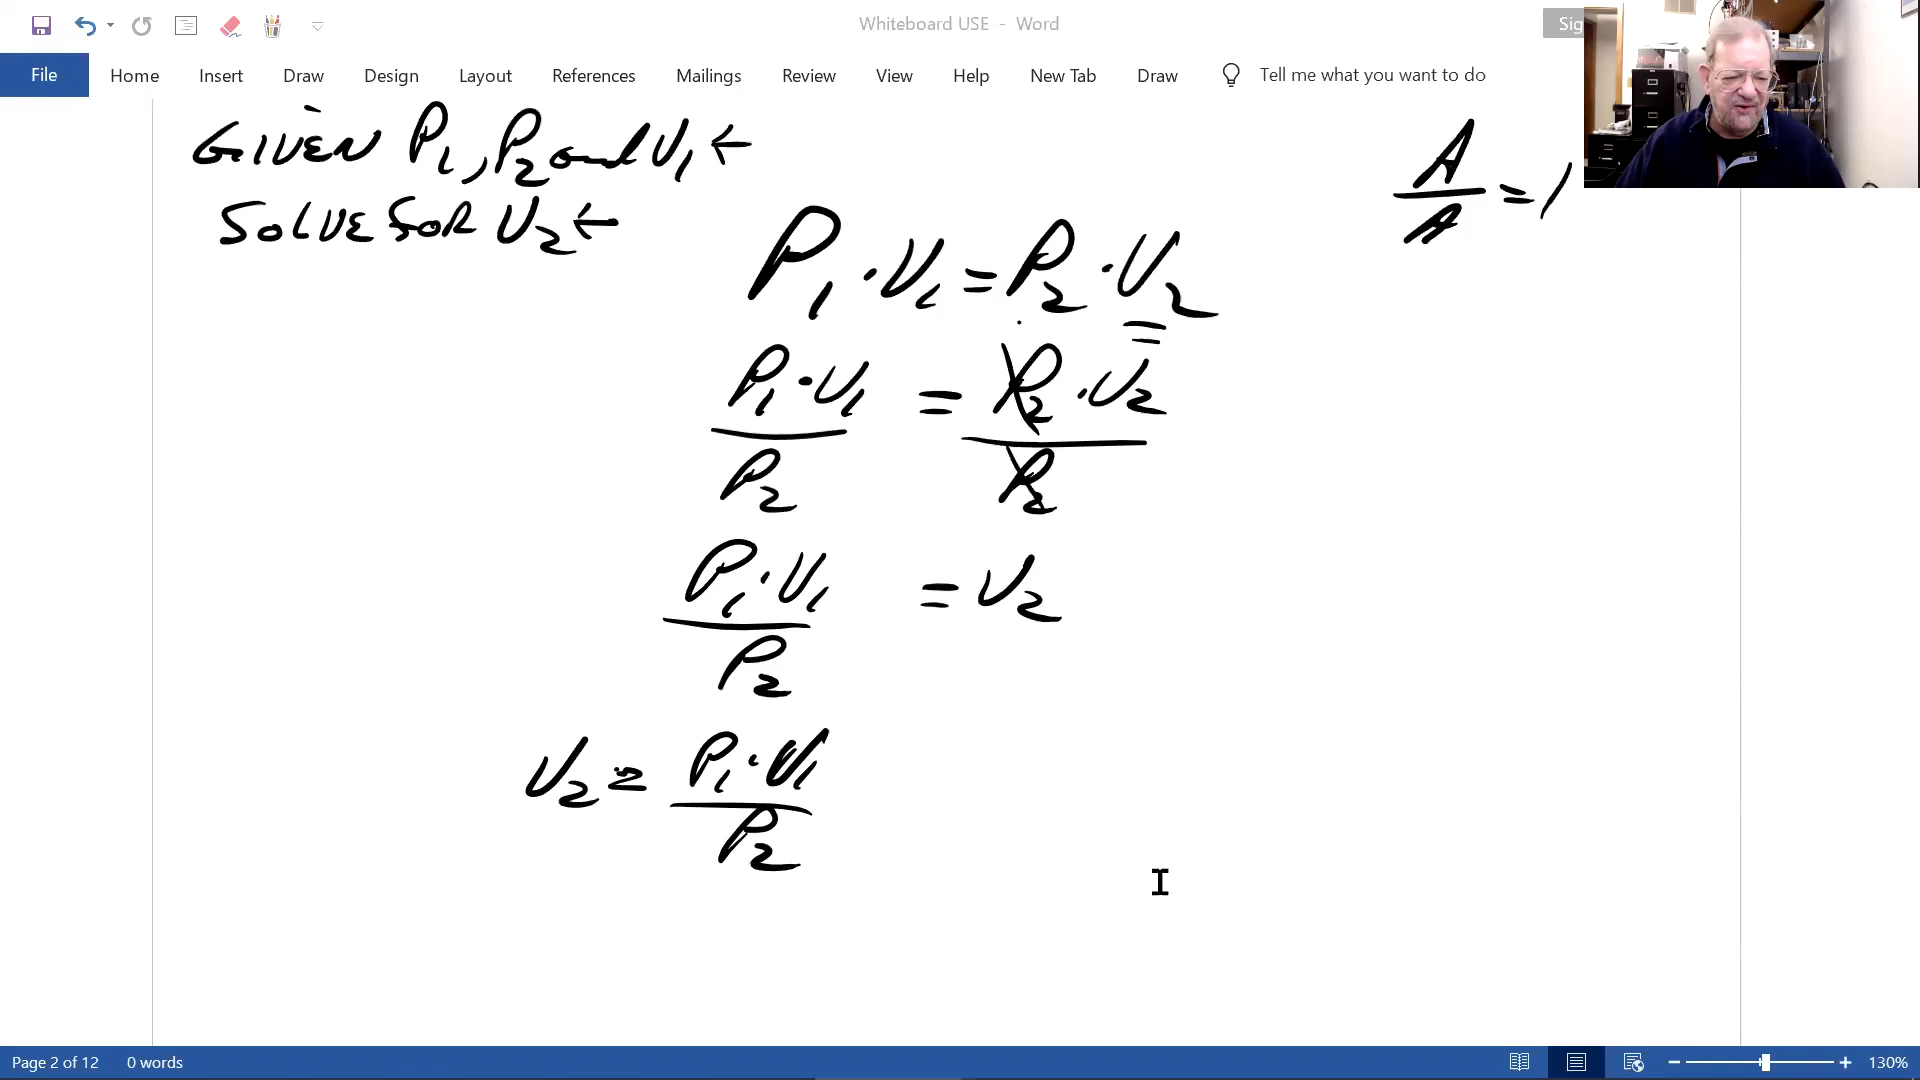 Whiteboard USE - Word
Sig
File Home Insert Draw Design Layout References Mailings Review View Help New Tab Draw Tell me what you want to do
GIVEN P1, P2 and V1 ←
SOLVE FOR V2 ←
A/A = 1
P1 · V1 = P2 · V2
P1 · V1 / P2 = P2 · V2 / P2
P1 · V1 / P2 = V2
V2 = P1 · V1 / P2
Page 2 of 12 0 words 130%